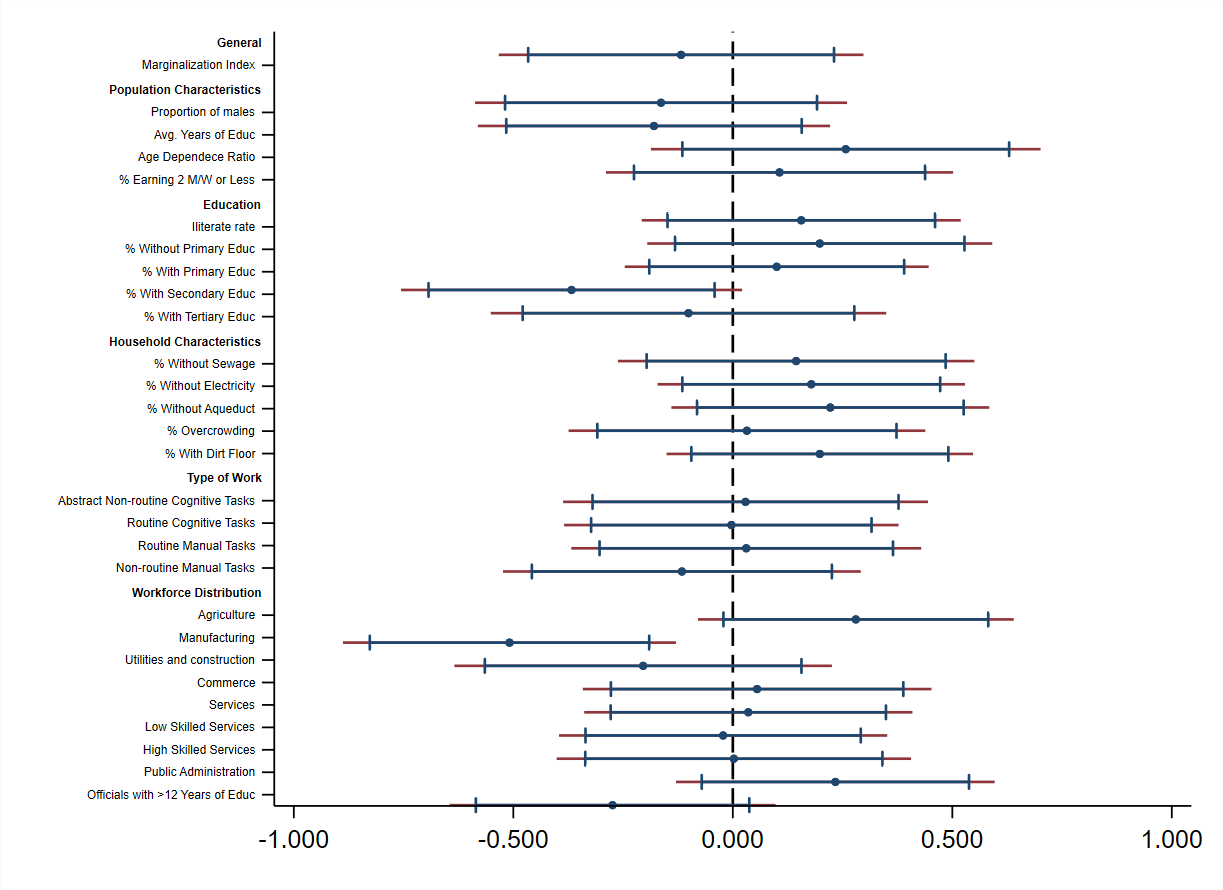 General
Marginalization Index
Population Characteristics
Proportion of males
Avg. Years of Educ
Age Dependece Ratio
% Earning 2 M/W or Less
Education
Iliterate rate
% Without Primary Educ
% With Primary Educ
% With Secondary Educ
% With Tertiary Educ
Household Characteristics
% Without Sewage
% Without Electricity
% Without Aqueduct
% Overcrowding
% With Dirt Floor
Type of Work
Abstract Non-routine Cognitive Tasks
Routine Cognitive Tasks
Routine Manual Tasks
Non-routine Manual Tasks
Workforce Distribution
Agriculture
Manufacturing
Utilities and construction
Commerce
Services
Low Skilled Services
High Skilled Services
Public Administration
Officials with >12 Years of Educ
-1.000 -0.500 0.000 0.500 1.000